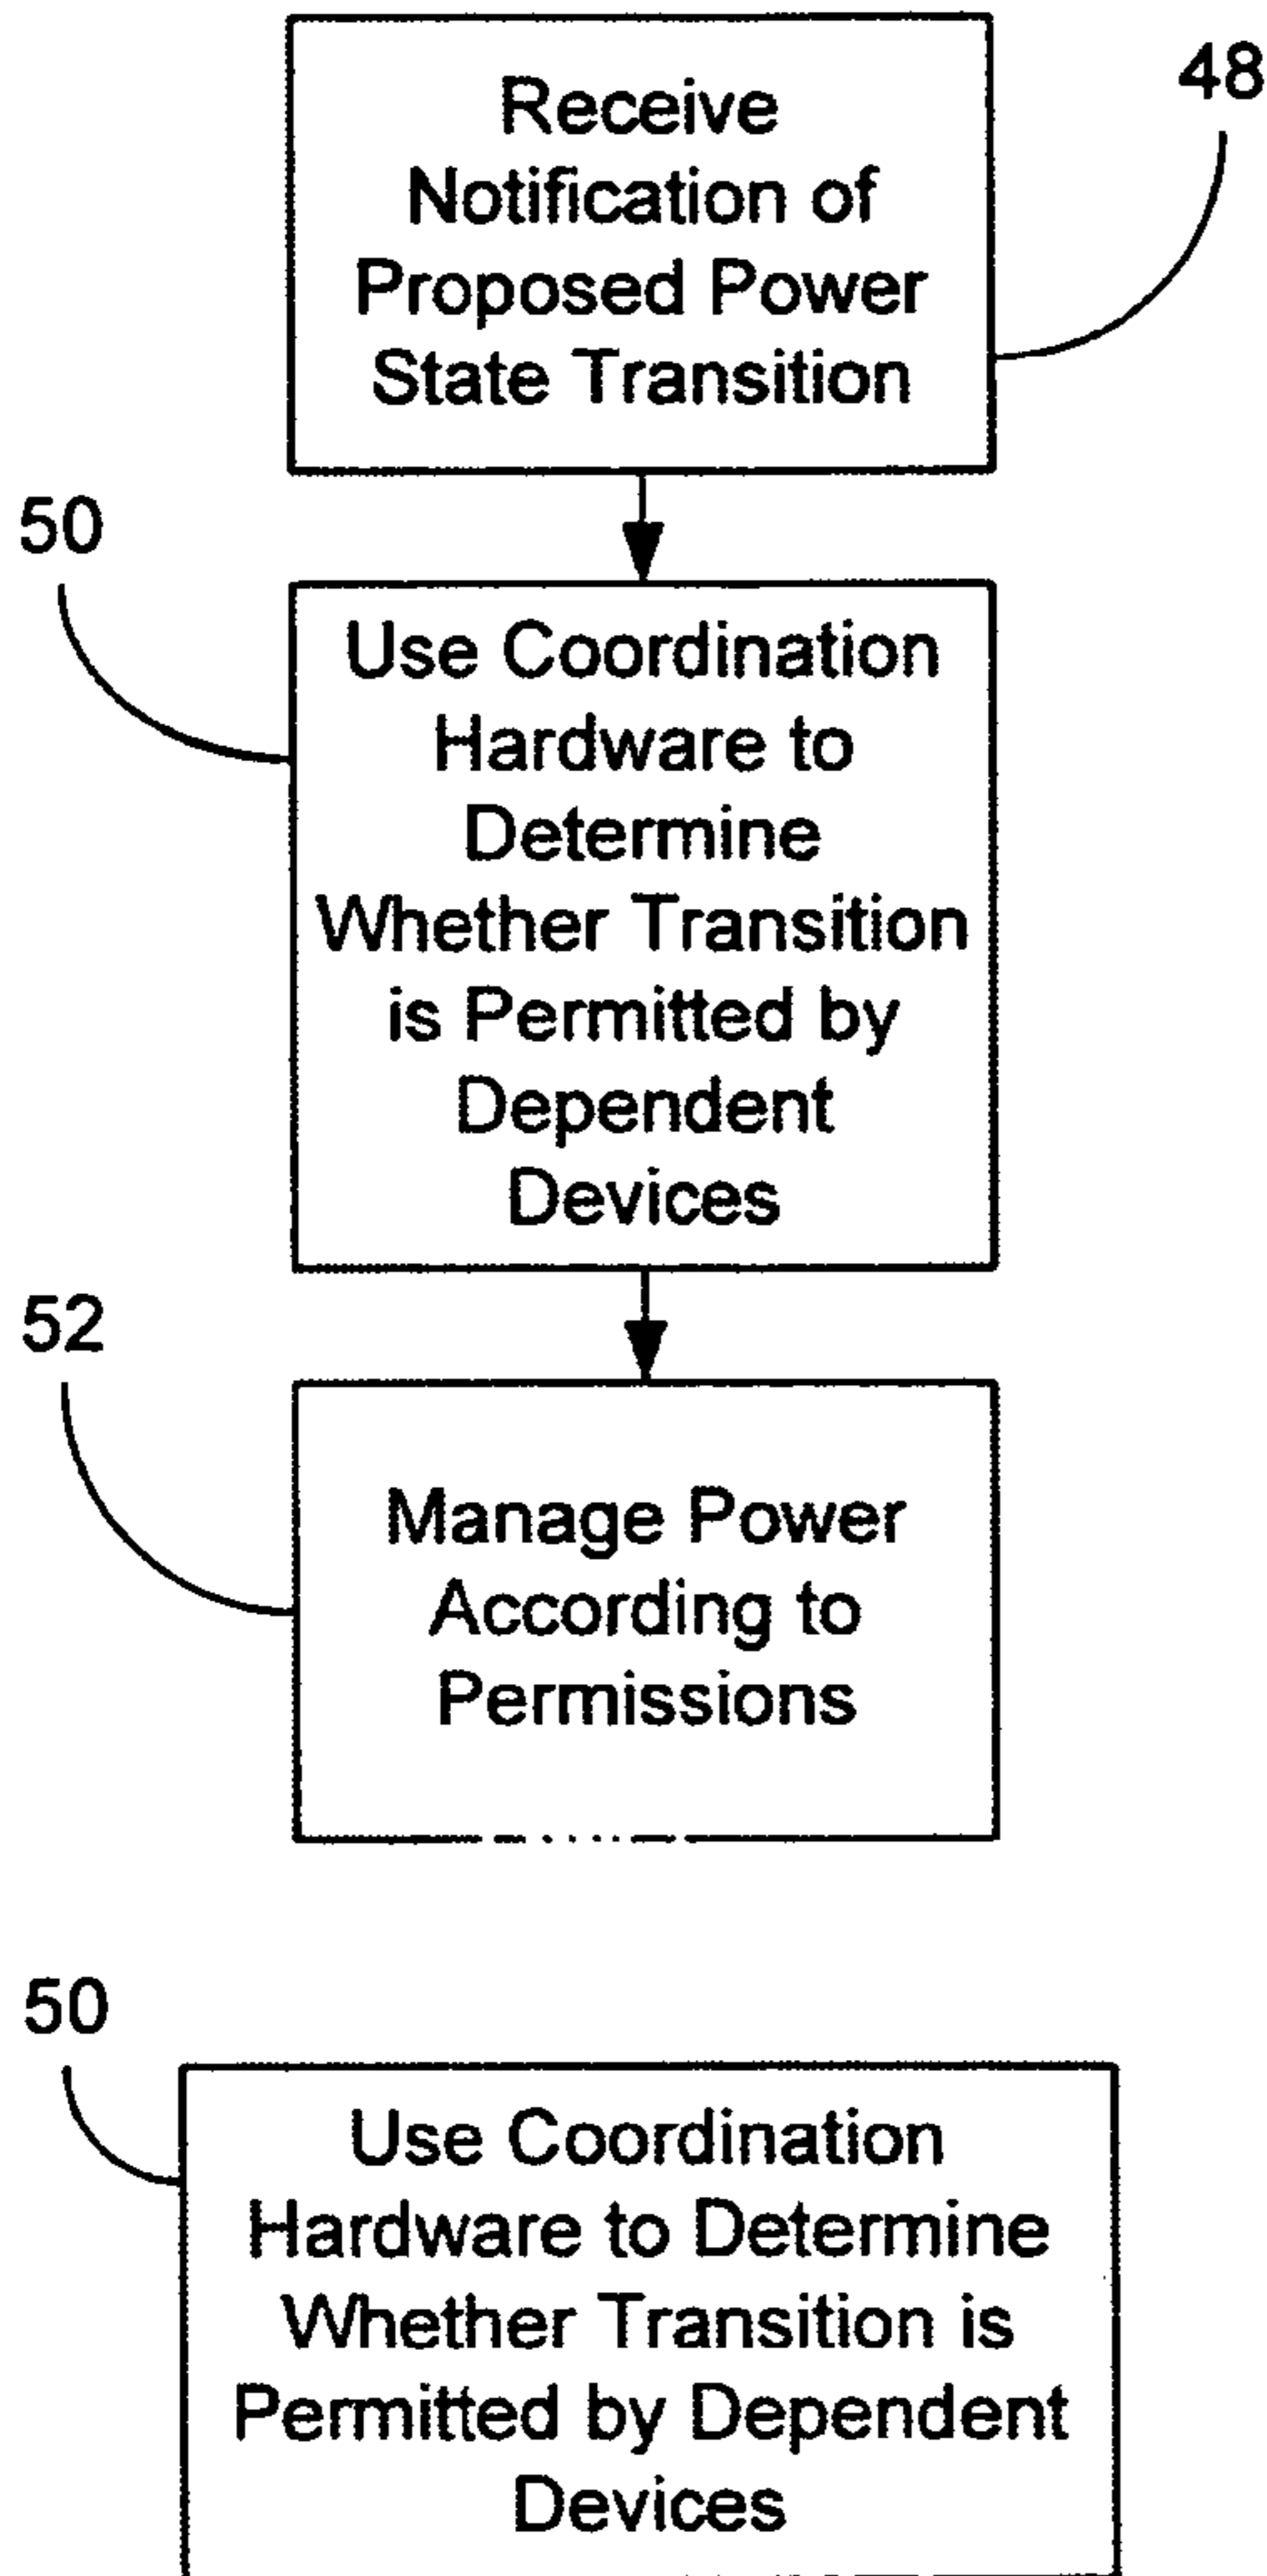 Receive
48
Notification of
Proposed Power
State Transition
50
Use Coordination
Hardware to
Determine
Whether Transition
is Permitted by
Dependent
Devices
52
Manage Power
According to
Permissions
50
Use Coordination
Hardware to Determine
Whether Transition is
Permitted by Dependent
Devices